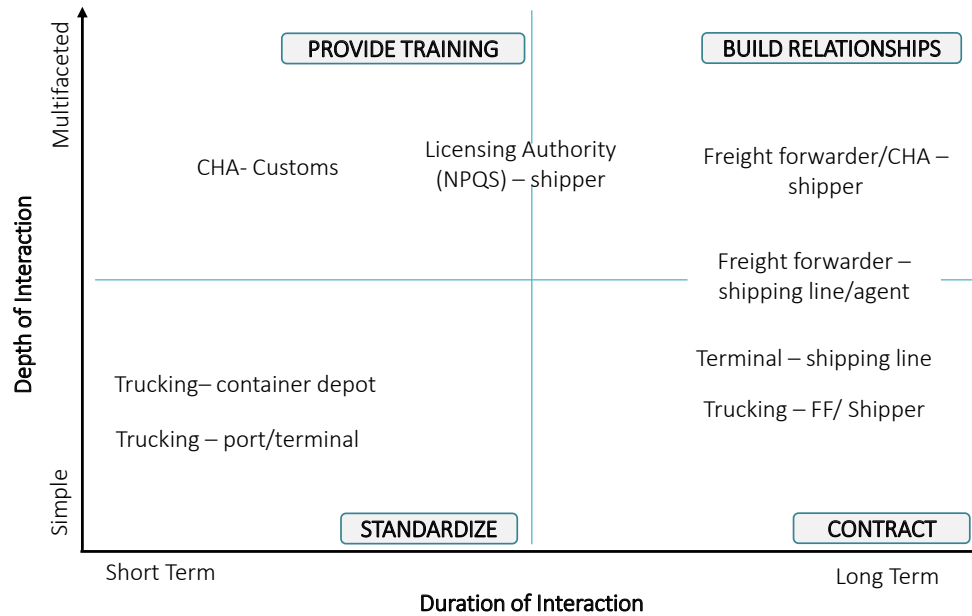 Multifaceted
PROVIDE TRAINING
BUILD RELATIONSHIPS
CHA- Customs
Licensing Authority
(NPQS) – shipper
Freight forwarder/CHA –
shipper
Depth of Interaction
Freight forwarder –
shipping line/agent
Trucking– container depot
Trucking – port/terminal
Terminal – shipping line
Trucking – FF/ Shipper
Simple
STANDARDIZE
CONTRACT
Short Term
Long Term
Duration of Interaction